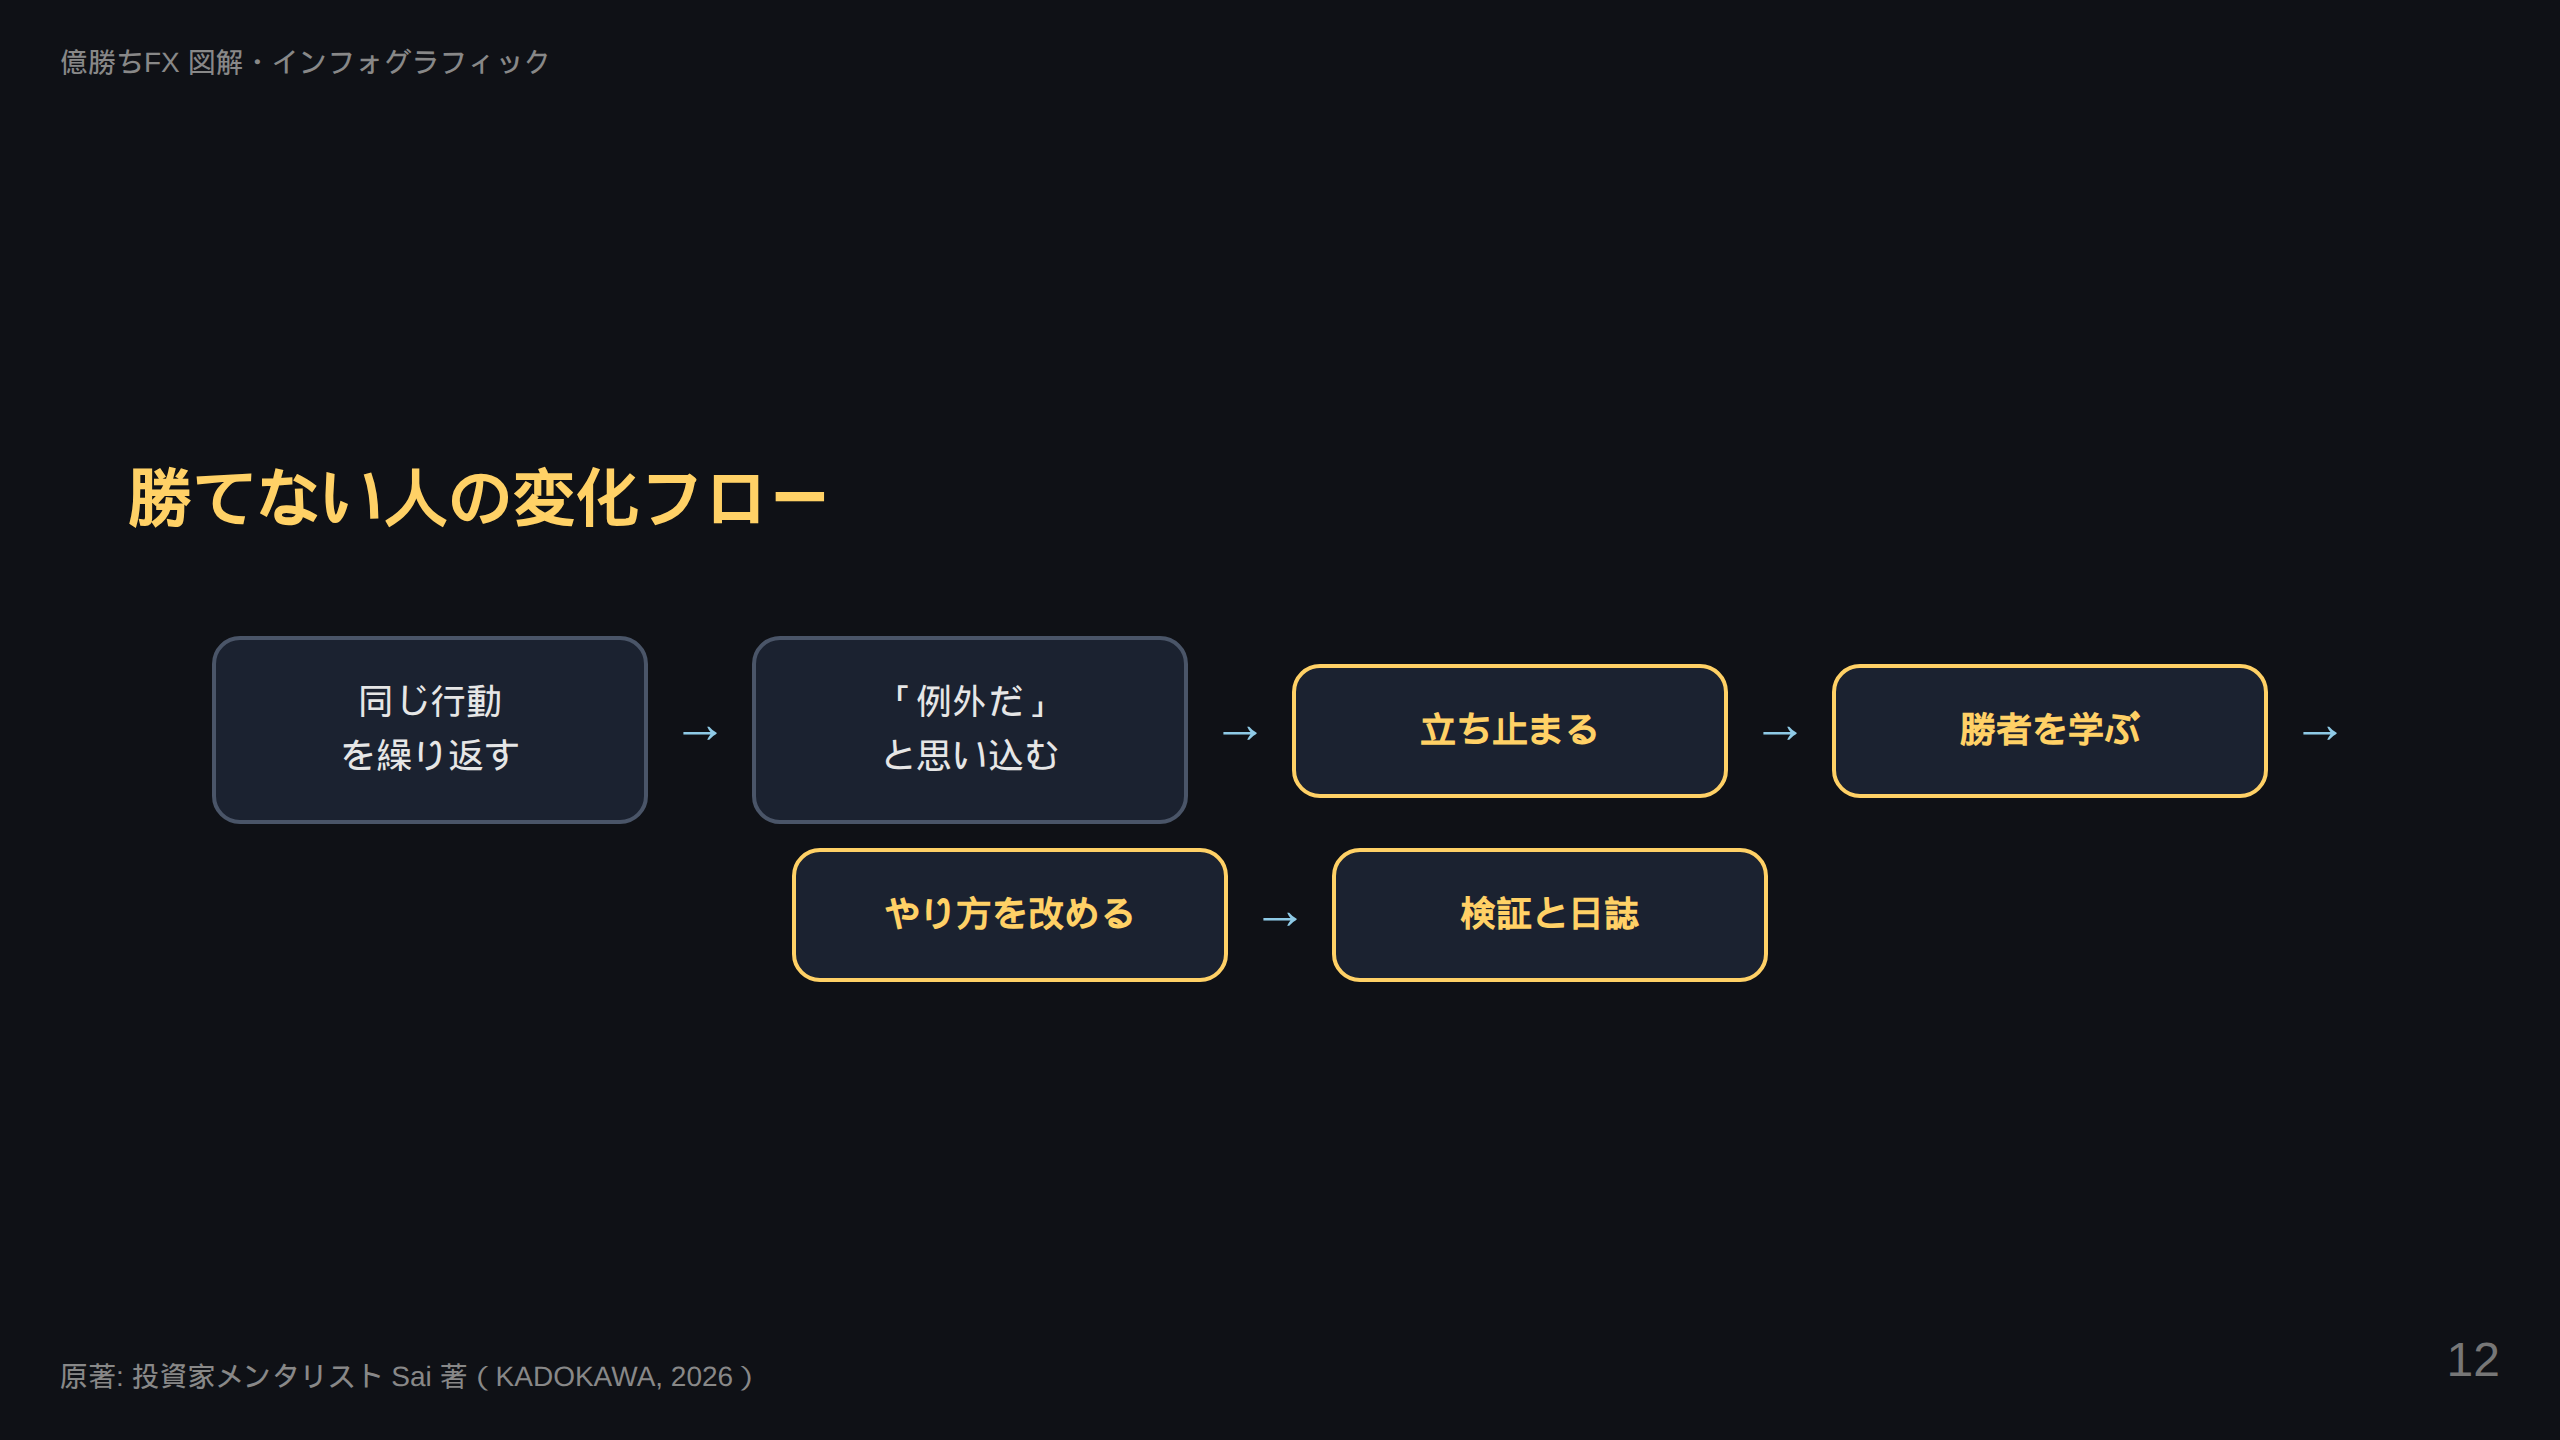 億勝ちFX 図解・インフォグラフィック
勝てない人の変化フロー
同じ行動
を繰り返す
→
「例外だ」
と思い込む
→
立ち止まる
→
勝者を学ぶ
→
やり方を改める
→
検証と日誌
原著: 投資家メンタリスト Sai 著（KADOKAWA, 2026）
12